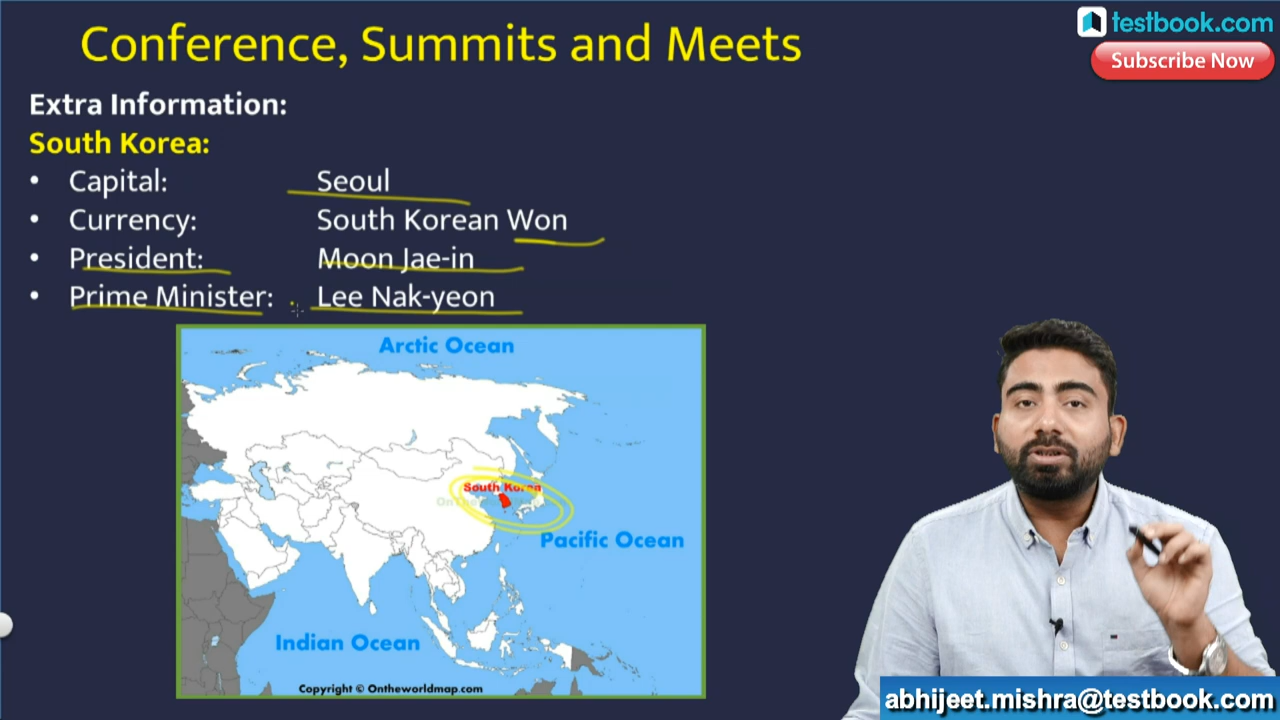 Conference, Summits and Meets
testbook.com
Subscribe Now
Extra Information:
South Korea:
• Capital: Seoul
• Currency: South Korean Won
• President: Moon Jae-in
• Prime Minister: Lee Nak-yeon
Arctic Ocean
South Korea
Pacific Ocean
Indian Ocean
Copyright © Ontheworldmap.com
abhijeet.mishra@testbook.com